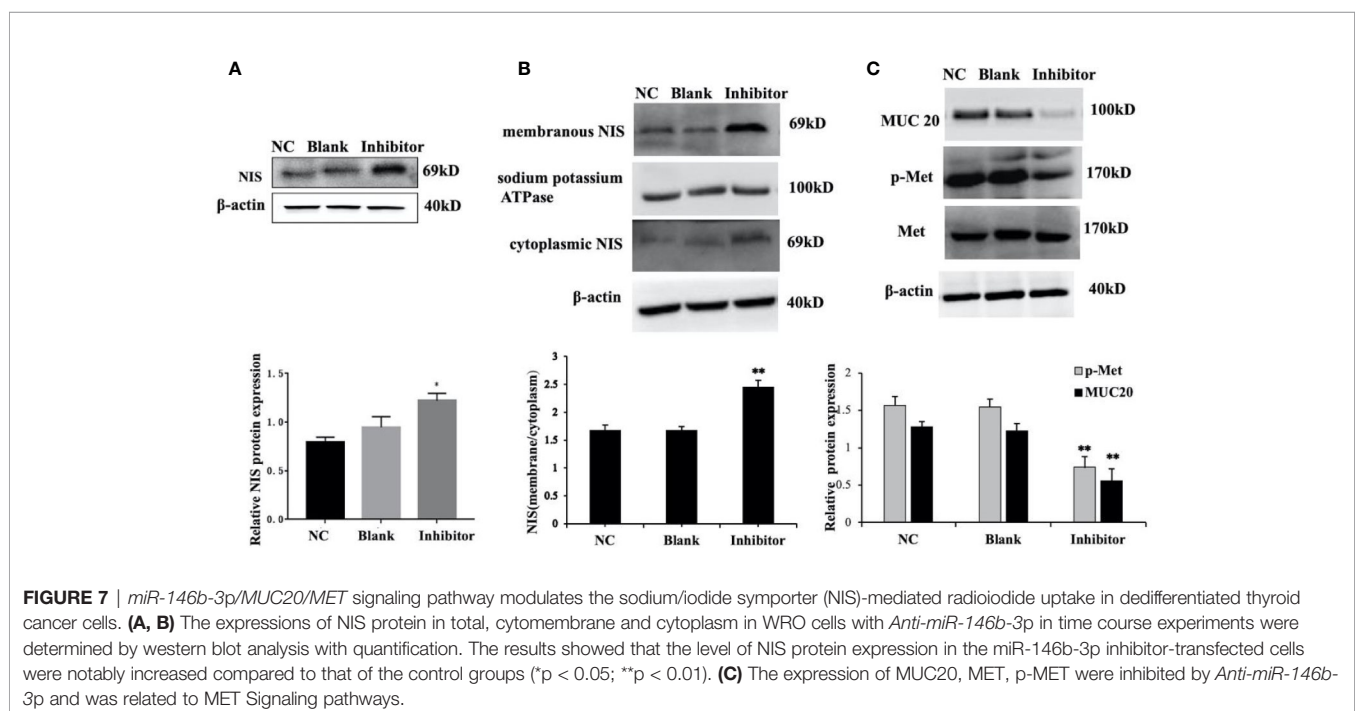 A
NC Blank Inhibitor
NIS 69kD
β-actin 40kD
B
NC Blank Inhibitor
membranous NIS 69kD
sodium potassium
ATPase 100kD
cytoplasmic NIS 69kD
β-actin 40kD
C
NC Blank Inhibitor
MUC 20 100kD
p-Met 170kD
Met 170kD
β-actin 40kD
Relative NIS protein expression
1.5
1.0
0.5
0.0
*
NC Blank Inhibitor
NIS(membrane/cytoplasm)
3
2.5
2
1.5
1
0.5
0
**
NC Blank Inhibitor
Relative protein expression
2
1.5
1
0.5
0
p-Met
MUC20
**
**
NC Blank Inhibitor
FIGURE 7 | miR-146b-3p/MUC20/MET signaling pathway modulates the sodium/iodide symporter (NIS)-mediated radioiodide uptake in dedifferentiated thyroid
cancer cells. (A, B) The expressions of NIS protein in total, cytomembrane and cytoplasm in WRO cells with Anti-miR-146b-3p in time course experiments were
determined by western blot analysis with quantification. The results showed that the level of NIS protein expression in the miR-146b-3p inhibitor-transfected cells
were notably increased compared to that of the control groups (*p < 0.05; **p < 0.01). (C) The expression of MUC20, MET, p-MET were inhibited by Anti-miR-146b-
3p and was related to MET Signaling pathways.